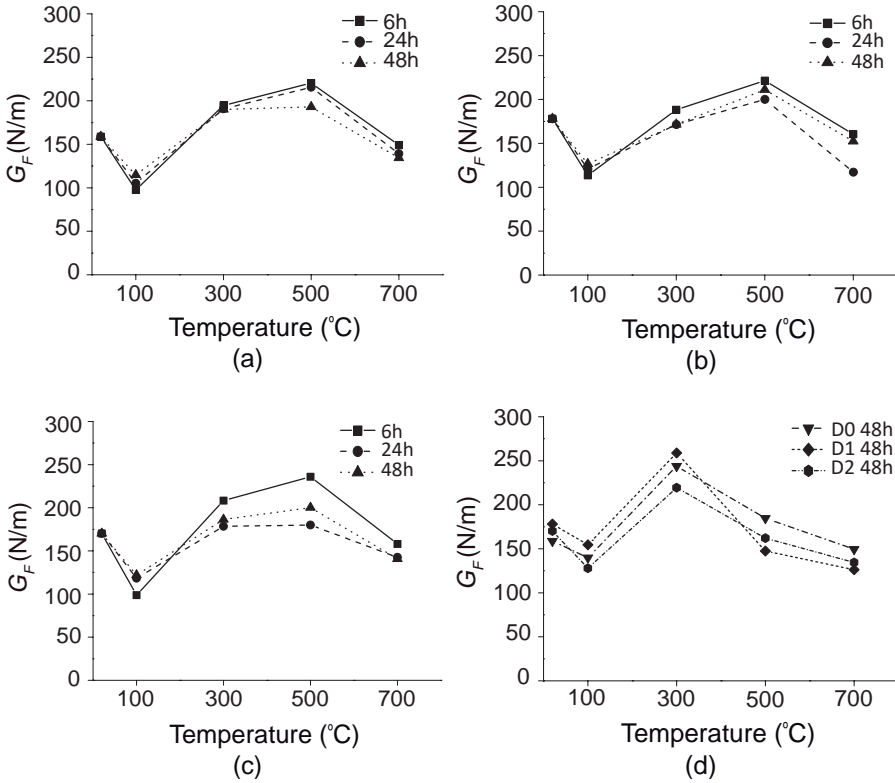 300
250
200
150
100
50
0
G_F (N/m)
6h
24h
48h
100 300 500 700
Temperature (°C)
(a)
300
250
200
150
100
50
0
G_F (N/m)
6h
24h
48h
100 300 500 700
Temperature (°C)
(b)
300
250
200
150
100
50
0
G_F (N/m)
6h
24h
48h
100 300 500 700
Temperature (°C)
(c)
300
250
200
150
100
50
0
G_F (N/m)
D0 48h
D1 48h
D2 48h
100 300 500 700
Temperature (°C)
(d)